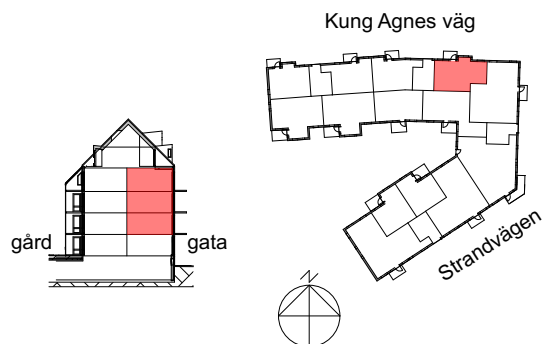 Kung Agnes väg
gård
gata
Strandvägen
N